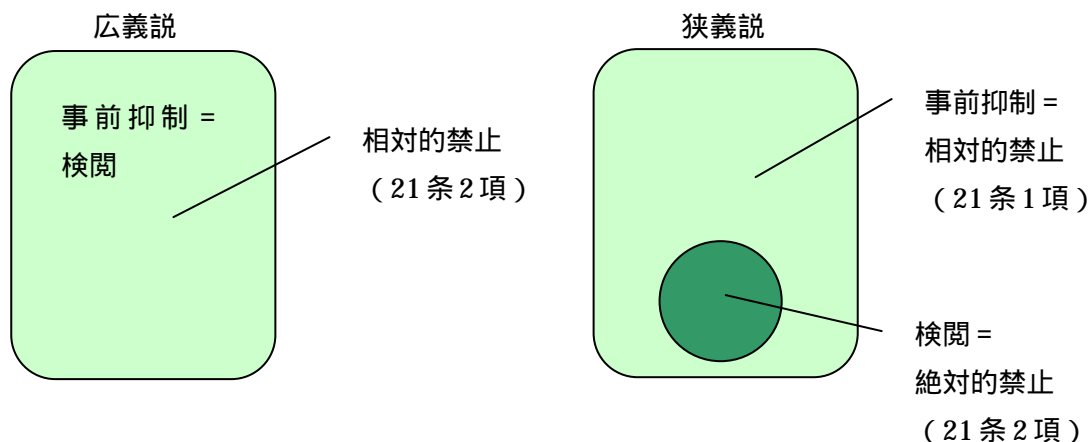 広義説
事前抑制=
検閲
相対的禁止
(21条2項)
狭義説
事前抑制=
相対的禁止
(21条1項)
検閲=
絶対的禁止
(21条2項)